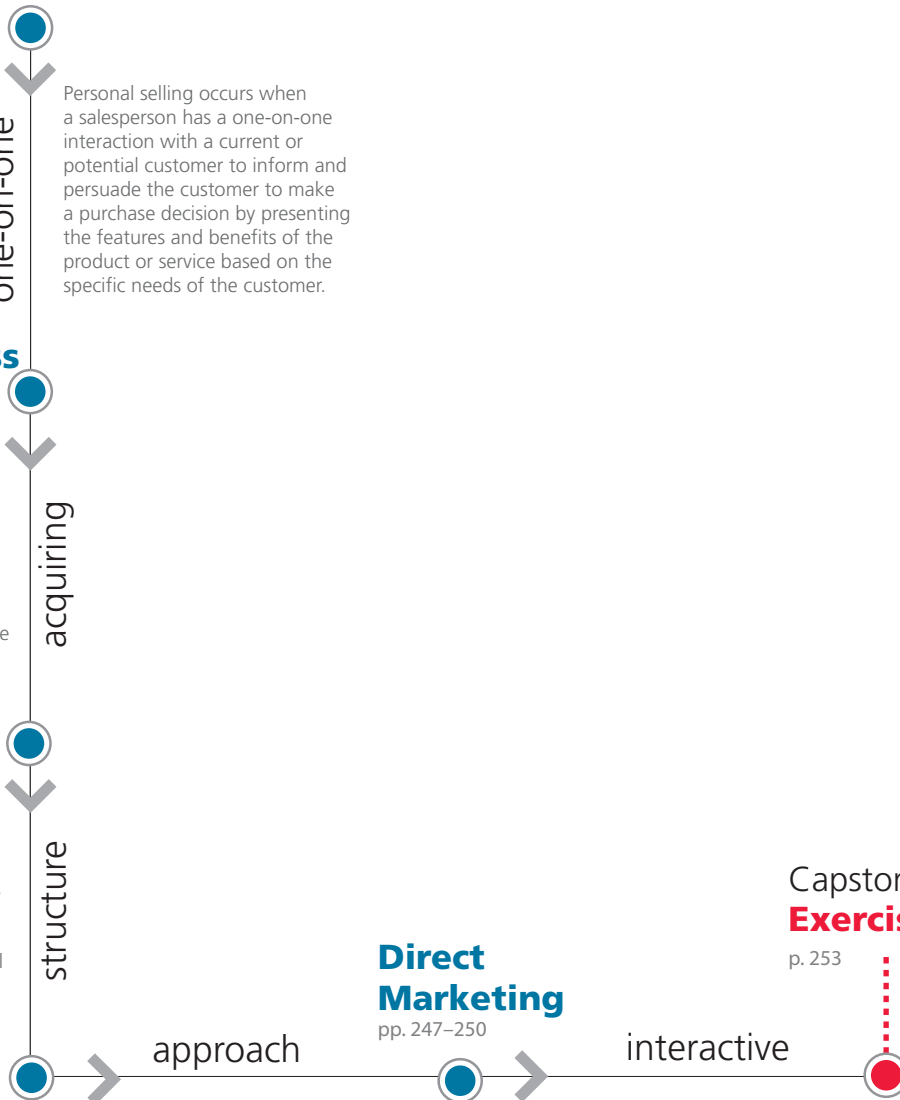 one-on-one
Personal selling occurs when
a salesperson has a one-on-one
interaction with a current or
potential customer to inform and
persuade the customer to make
a purchase decision by presenting
the features and benefits of the
product or service based on the
specific needs of the customer.
acquiring
structure
Direct
Marketing
pp. 247–250
approach
interactive
p. 253